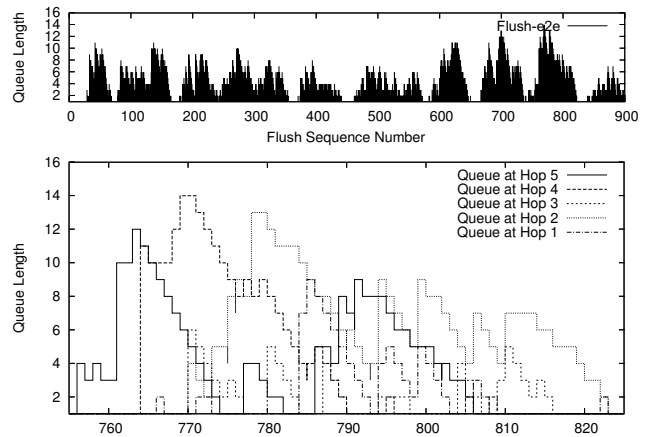 16
14
12
10
8
6
4
2
Queue Length
Flush-e2e
0 100 200 300 400 500 600 700 800 900
Flush Sequence Number
16
14
12
10
8
6
4
2
Queue Length
Queue at Hop 5
Queue at Hop 4
Queue at Hop 3
Queue at Hop 2
Queue at Hop 1
760 770 780 790 800 810 820